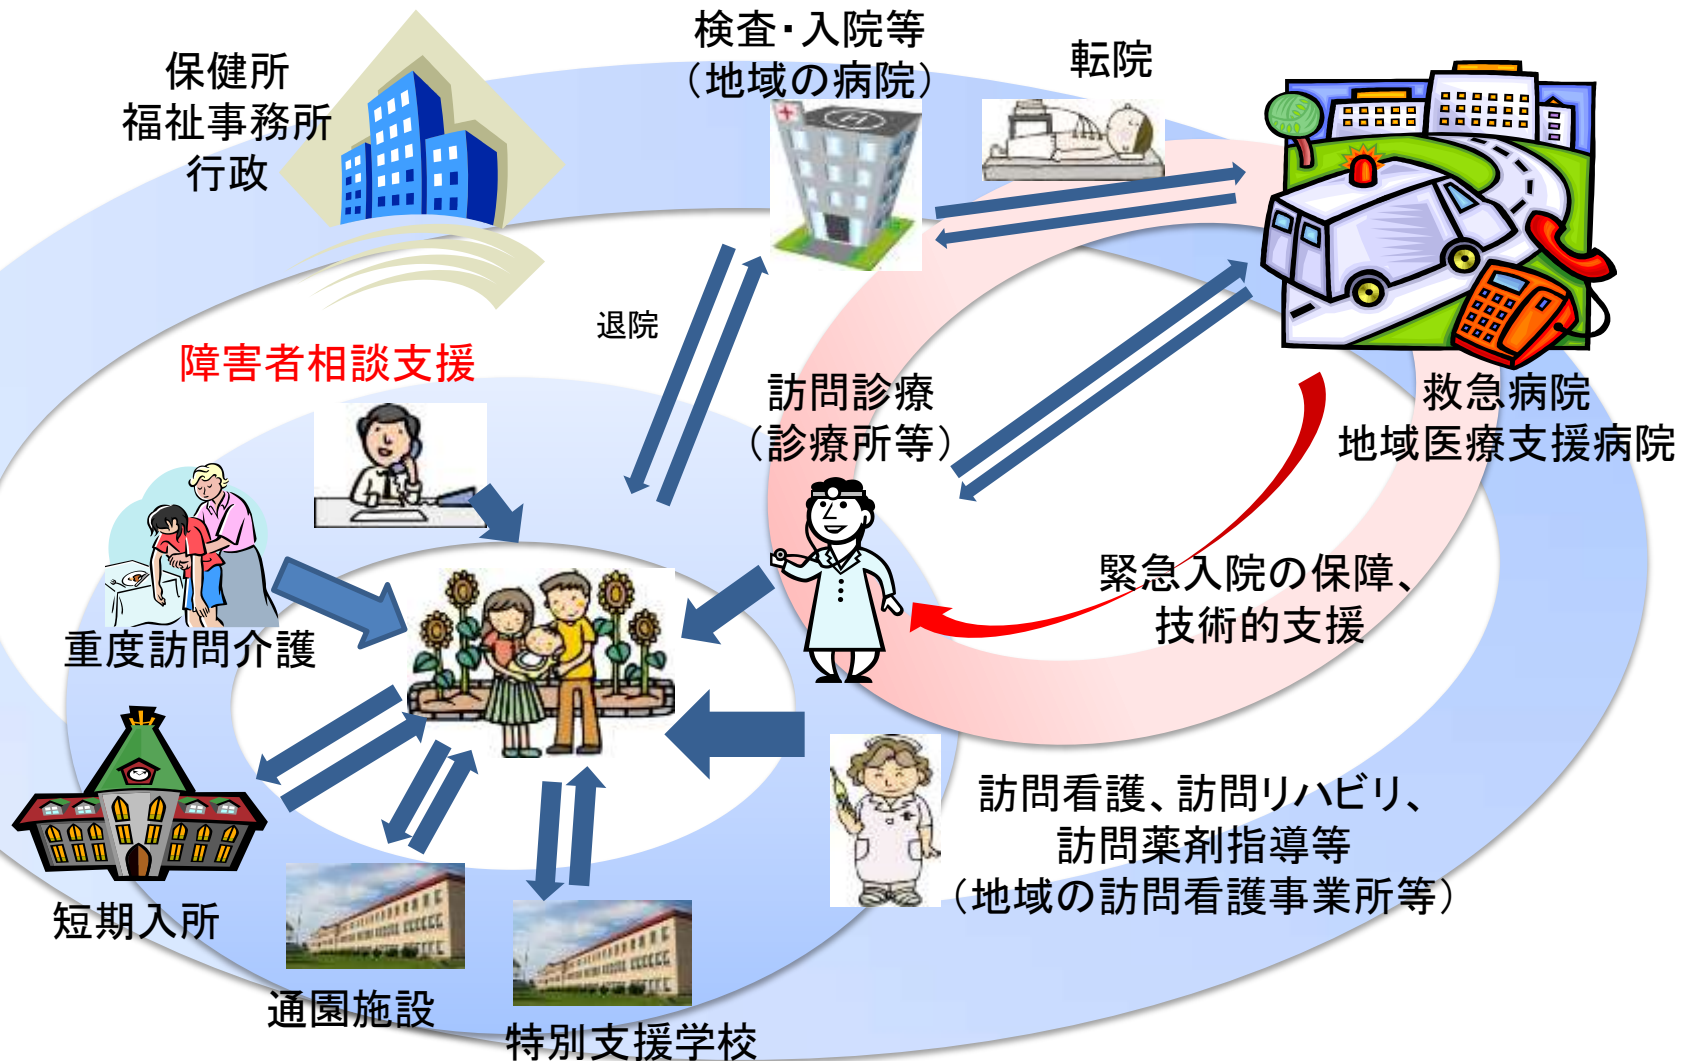 保健所
福祉事務所
行政
検査・入院等
（地域の病院）
転院
退院
障害者相談支援
訪問診療
（診療所等）
救急病院
地域医療支援病院
緊急入院の保障、
技術的支援
重度訪問介護
訪問看護、訪問リハビリ、
訪問薬剤指導等
（地域の訪問看護事業所等）
短期入所
通園施設
特別支援学校